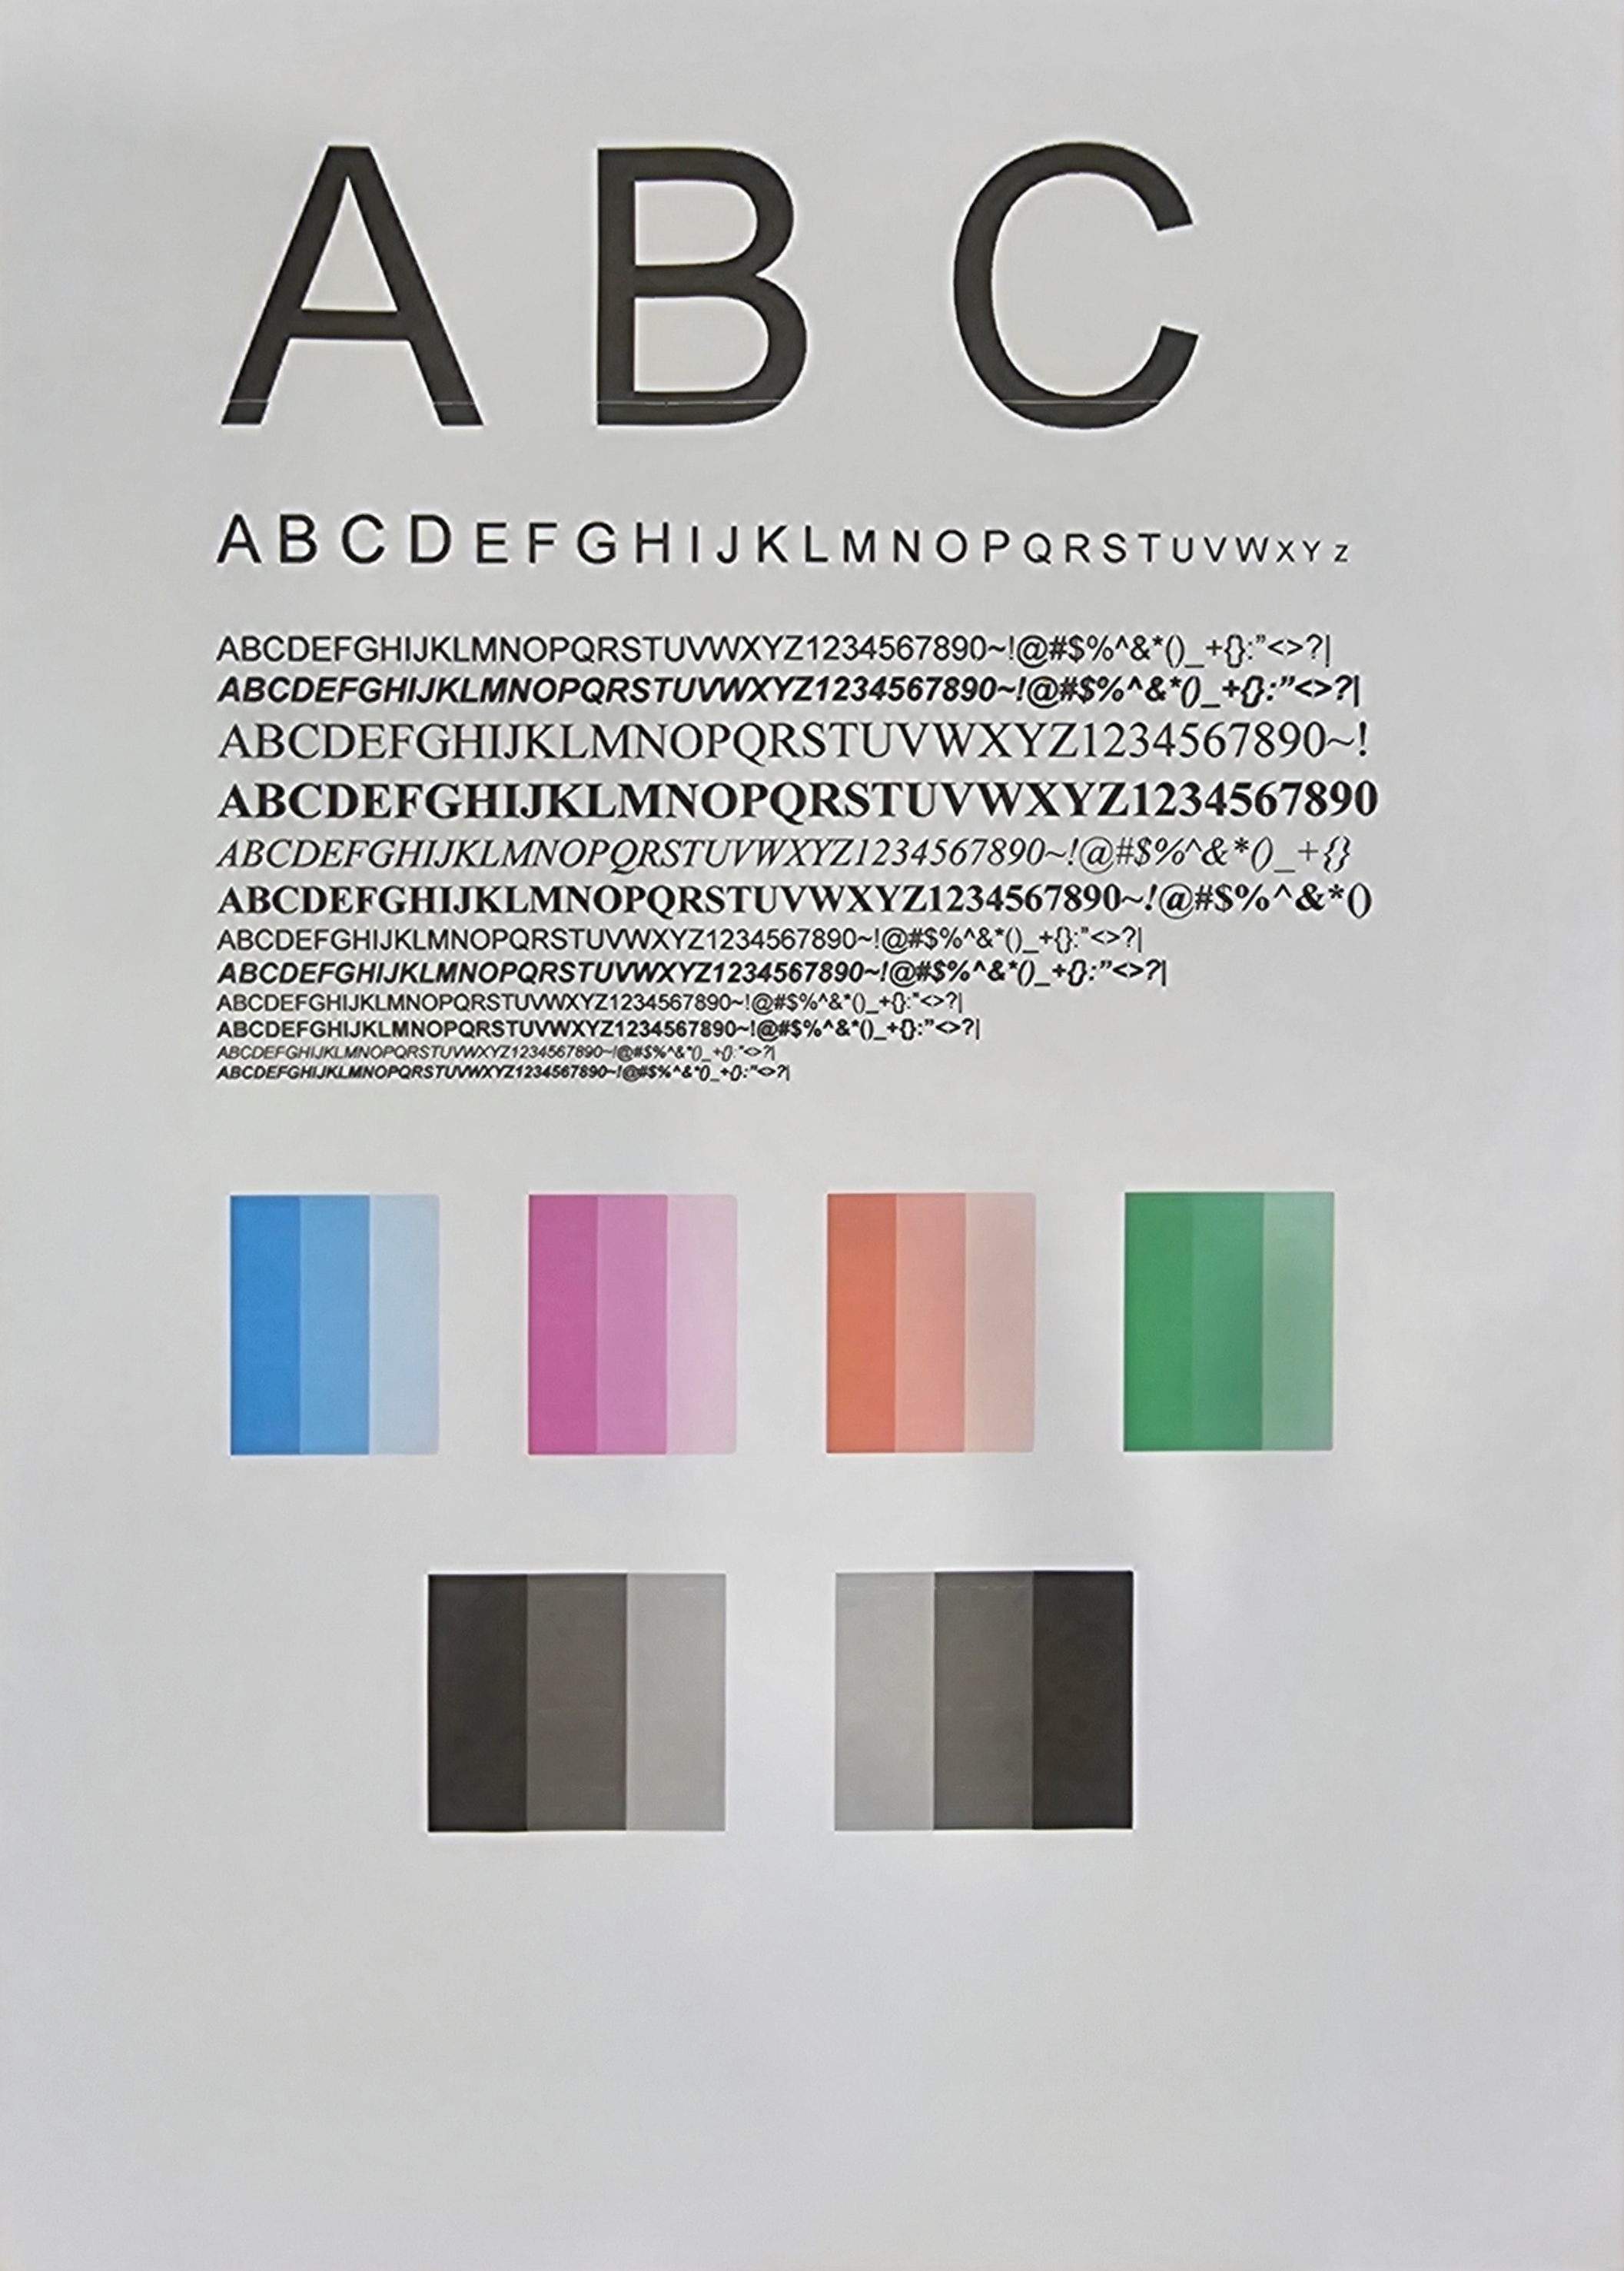 A B C
A B C D E F G H I J K L M N O P Q R S T U V W X Y Z
ABCDEFGHIJKLMNOPQRSTUVWXYZ1234567890~!@#$%^&*()_+{}:”<>?|
ABCDEFGHIJKLMNOPQRSTUVWXYZ1234567890~!@#$%^&*()_+{}:”<>?|
ABCDEFGHIJKLMNOPQRSTUVWXYZ1234567890~!
ABCDEFGHIJKLMNOPQRSTUVWXYZ1234567890
ABCDEFGHIJKLMNOPQRSTUVWXYZ1234567890~!@#$%^&*()_+{}
ABCDEFGHIJKLMNOPQRSTUVWXYZ1234567890~!@#$%^&*()
ABCDEFGHIJKLMNOPQRSTUVWXYZ1234567890~!@#$%^&*()_+{}:”<>?|
ABCDEFGHIJKLMNOPQRSTUVWXYZ1234567890~!@#$%^&*()_+{}:”<>?|
ABCDEFGHIJKLMNOPQRSTUVWXYZ1234567890~!@#$%^&*()_+{}:”<>?|
ABCDEFGHIJKLMNOPQRSTUVWXYZ1234567890~!@#$%^&*()_+{}:”<>?|
ABCDEFGHIJKLMNOPQRSTUVWXYZ1234567890~!@#$%^&*()_+{}:”<>?|
ABCDEFGHIJKLMNOPQRSTUVWXYZ1234567890~!@#$%^&*()_+{}:”<>?|